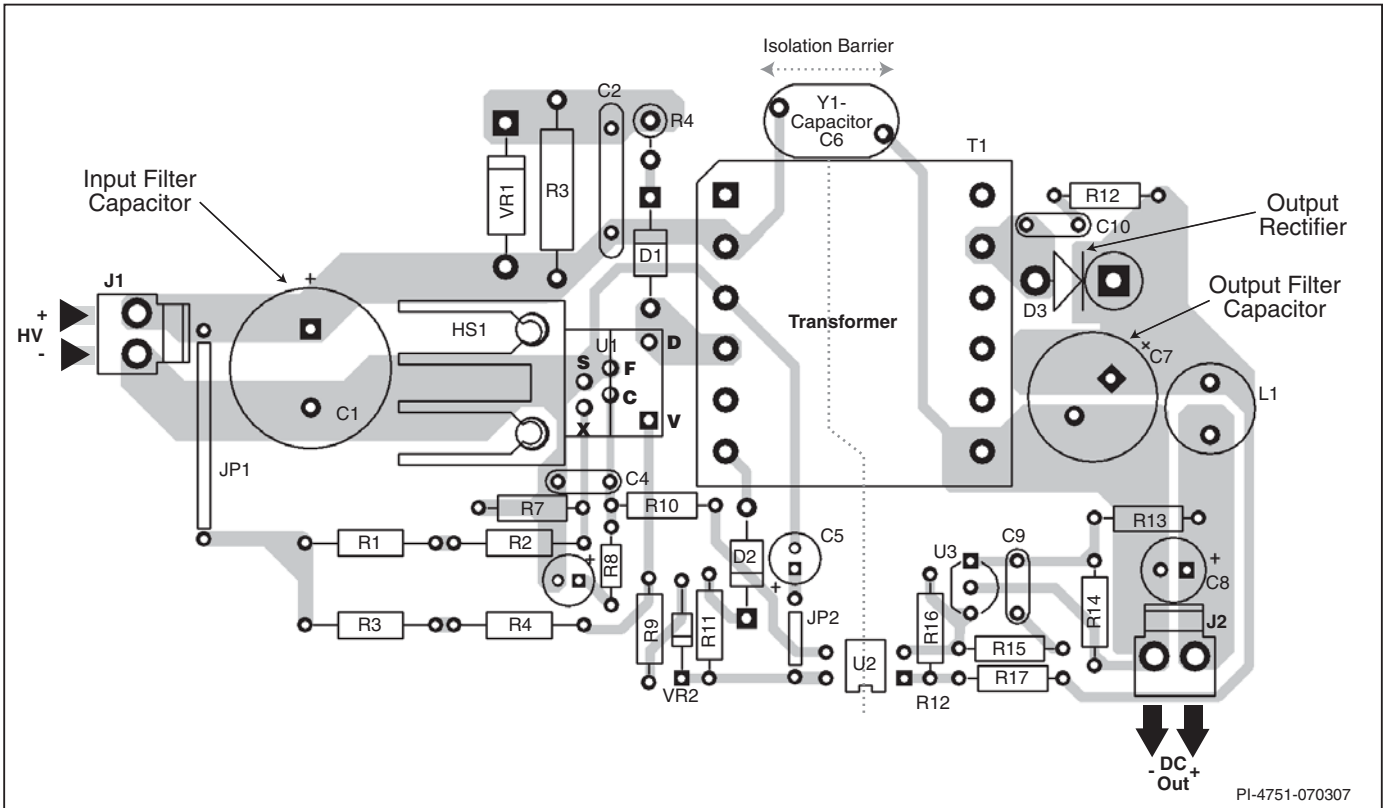 Isolation Barrier
Y1-
Capacitor
C6
C2
R4
T1
VR1
R3
R12
Input Filter
Capacitor
C10
Output
Rectifier
D1
J1
+
+
HV
-
HS1
D3
Output Filter
Capacitor
Transformer
U1
D
S
F
C
X
V
+
C7
C1
L1
JP1
C4
R7
R10
R13
R1
R2
+
R8
D2
C5
+
U3
C9
+
C8
R14
J2
R3
R4
R9
R11
JP2
R16
R15
U2
R17
VR2
R12
- DC +
Out
PI-4751-070307